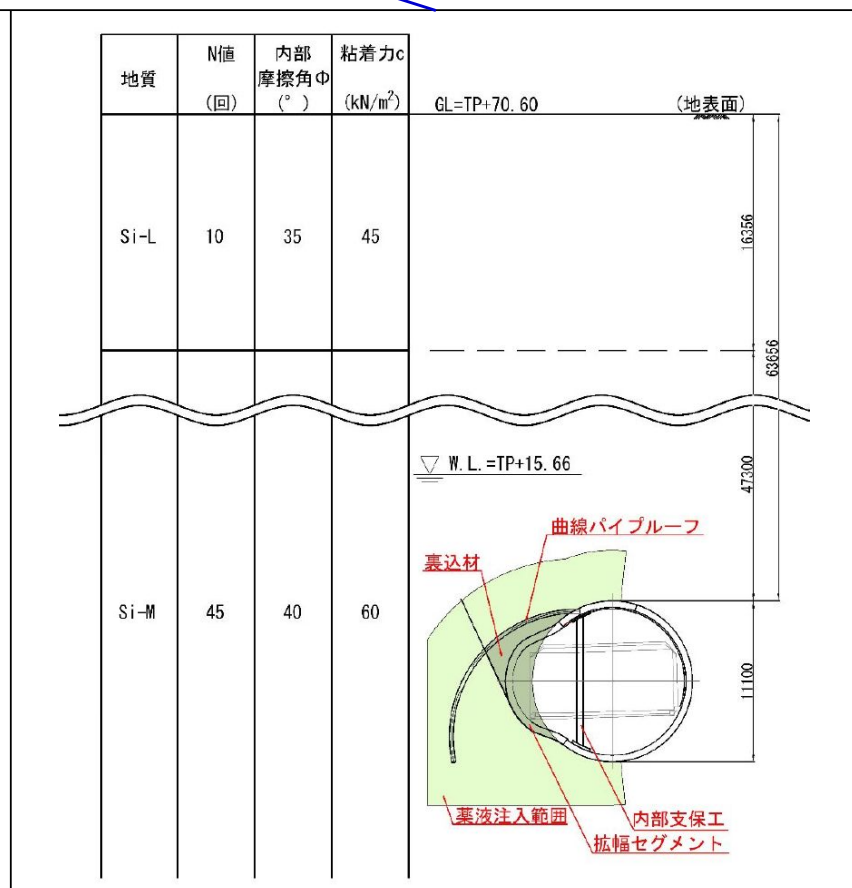 地質
N値
(回)
内部
摩擦角Φ
(°)
粘着力c
(kN/m²)
GL=TP+70.60
(地表面)
Si-L
10
35
45
16356
63656
47300
W.L.=TP+15.66
曲線パイプルーフ
裏込材
Si-M
45
40
60
11100
薬液注入範囲
内部支保工
拡幅セグメント